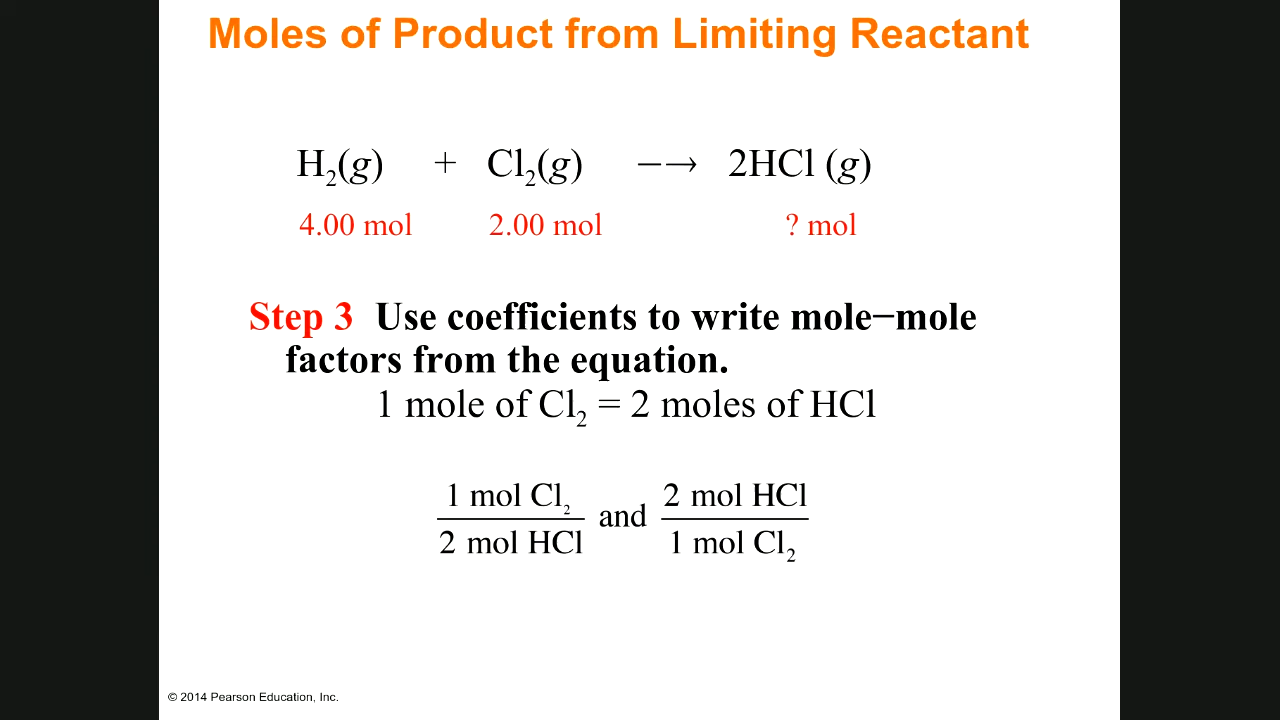 Moles of Product from Limiting Reactant
H₂(g) + Cl₂(g) −→ 2HCl (g)
4.00 mol 2.00 mol ? mol
Step 3 Use coefficients to write mole−mole
factors from the equation.
1 mole of Cl₂ = 2 moles of HCl
1 mol Cl₂ and 2 mol HCl
2 mol HCl 1 mol Cl₂
© 2014 Pearson Education, Inc.